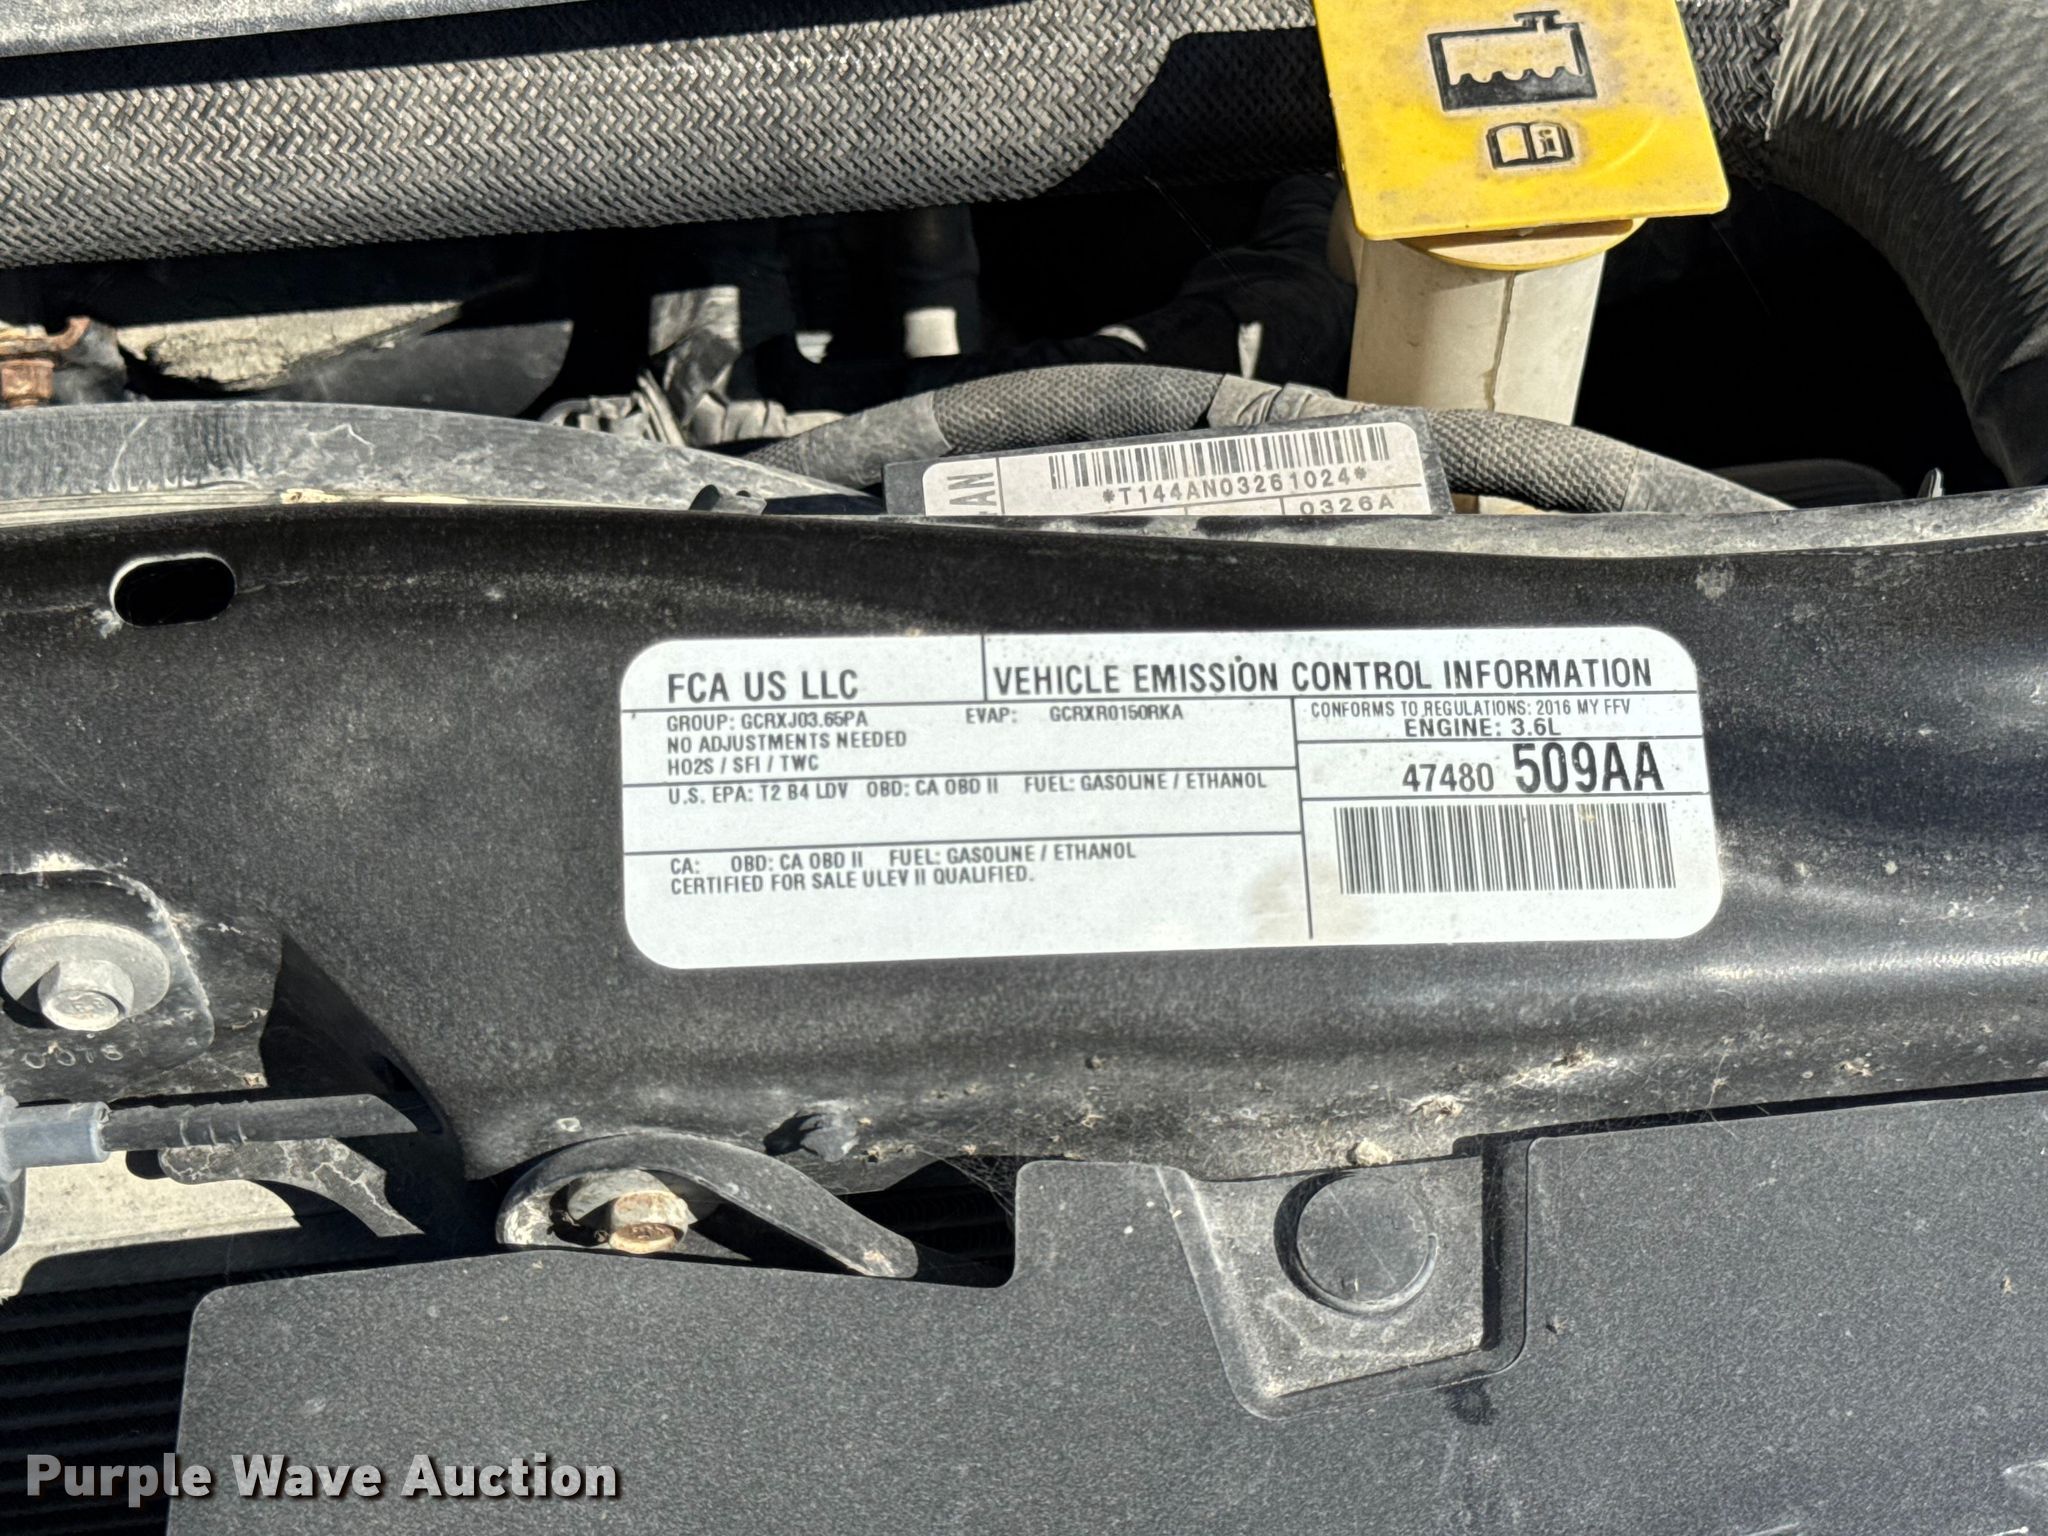 AN
*T144AN03261024*
0326A
FCA US LLC
VEHICLE EMISSION CONTROL INFORMATION
GROUP: GCRXJ03.65PA EVAP: GCRXR0150RKA
NO ADJUSTMENTS NEEDED
HO2S / SFI / TWC
CONFORMS TO REGULATIONS: 2016 MY FFV
ENGINE: 3.6L
47480 509AA
U.S. EPA: T2 B4 LDV OBD: CA OBD II FUEL: GASOLINE / ETHANOL
CA: OBD: CA OBD II FUEL: GASOLINE / ETHANOL
CERTIFIED FOR SALE ULEV II QUALIFIED.
Purple Wave Auction